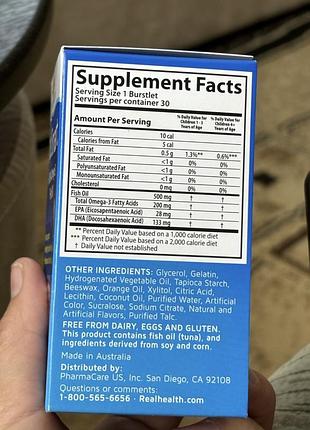 Supplement Facts
Serving Size 1 Burstlet
Servings per container 30
Amount Per Serving % Daily Value for Children 1 - 3 Years of Age % Daily Value for Children 4+ Years of Age
Calories 10 cal
Calories from Fat 5 cal
Total Fat 0.5 g 1.3%** 0.6%***
Saturated Fat <1 g 0% 0%
Polyunsaturated Fat <1 g 0% 0%
Monounsaturated Fat <1 g 0% 0%
Cholesterol 0 mg 0% 0%
Fish Oil 500 mg † †
Total Omega-3 Fatty Acids 200 mg † †
EPA (Eicosapentaenoic Acid) 28 mg † †
DHA (Docosahexaenoic Acid) 133 mg † †
** Percent Daily Value based on a 1,000 calorie diet
*** Percent Daily Value based on a 2,000 calorie diet
† Daily Value not established
OTHER INGREDIENTS: Glycerol, Gelatin,
Hydrogenated Vegetable Oil, Tapioca Starch,
Beeswax, Orange Oil, Xylitol, Citric Acid,
Lecithin, Coconut Oil, Purified Water, Artificial
Color, Sucralose, Sodium Citrate, Natural and
Artificial Flavors, Purified Talc.
FREE FROM DAIRY, EGGS AND GLUTEN.
This product contains fish oil (tuna), and
ingredients derived from soy and corn.
Made in Australia
Distributed by:
PharmaCare US, Inc. San Diego, CA 92108
Questions or comments:
1-800-565-6656 • Realhealth.com